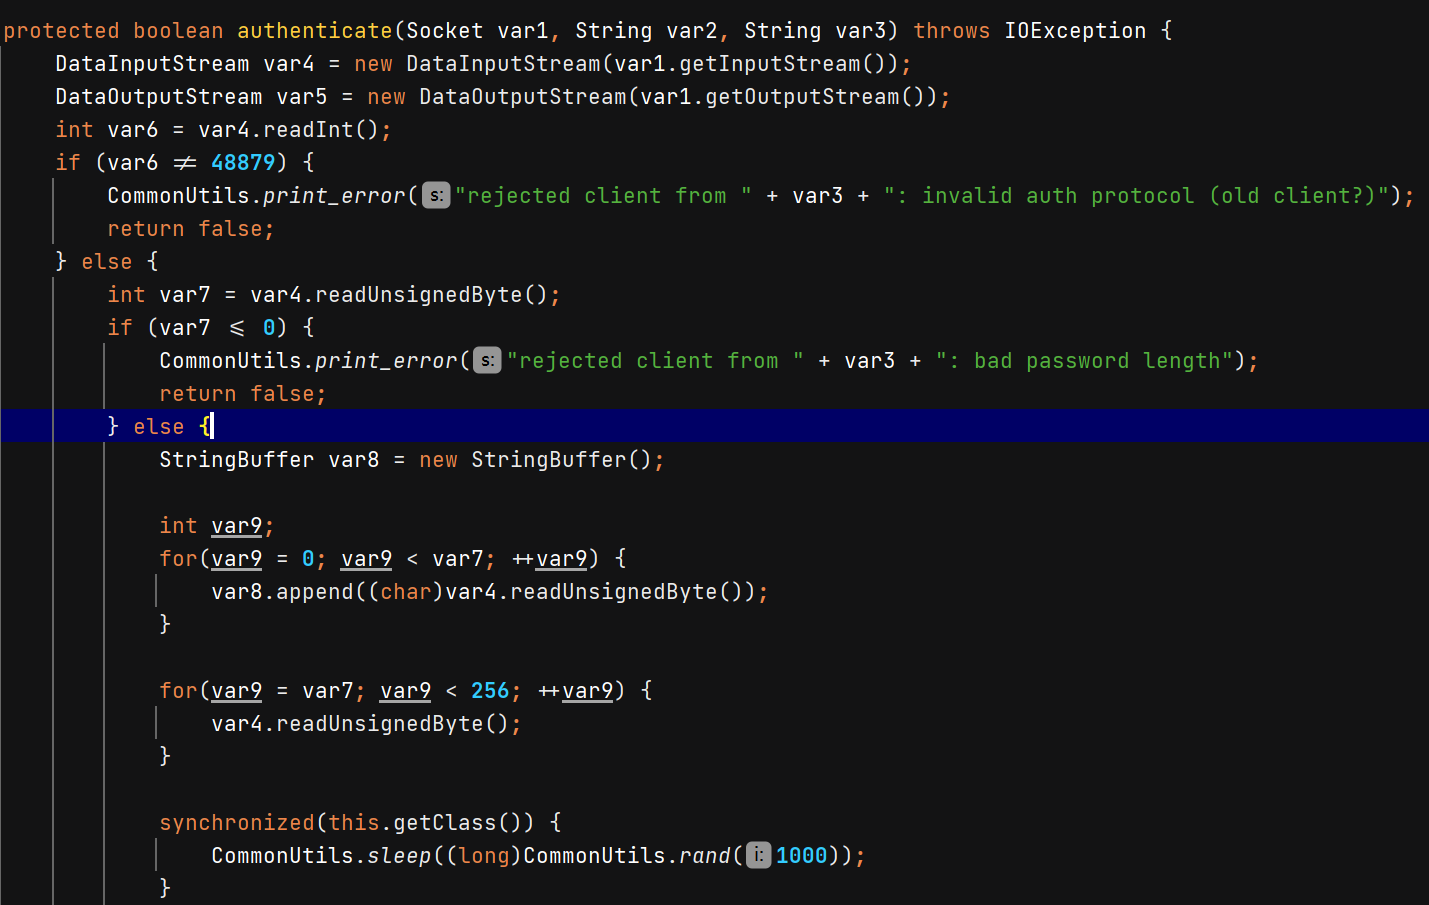 protected boolean authenticate(Socket var1, String var2, String var3) throws IOException {
DataInputStream var4 = new DataInputStream(var1.getInputStream());
DataOutputStream var5 = new DataOutputStream(var1.getOutputStream());
int var6 = var4.readInt();
if (var6 ≠ 48879) {
CommonUtils.print_error( s: "rejected client from " + var3 + ": invalid auth protocol (old client?)");
return false;
} else {
int var7 = var4.readUnsignedByte();
if (var7 ≤ 0) {
CommonUtils.print_error( s: "rejected client from " + var3 + ": bad password length");
return false;
} else {
StringBuffer var8 = new StringBuffer();
int var9;
for(var9 = 0; var9 < var7; ++var9) {
var8.append((char)var4.readUnsignedByte());
}
for(var9 = var7; var9 < 256; ++var9) {
var4.readUnsignedByte();
}
synchronized(this.getClass()) {
CommonUtils.sleep((long)CommonUtils.rand( i: 1000));
}